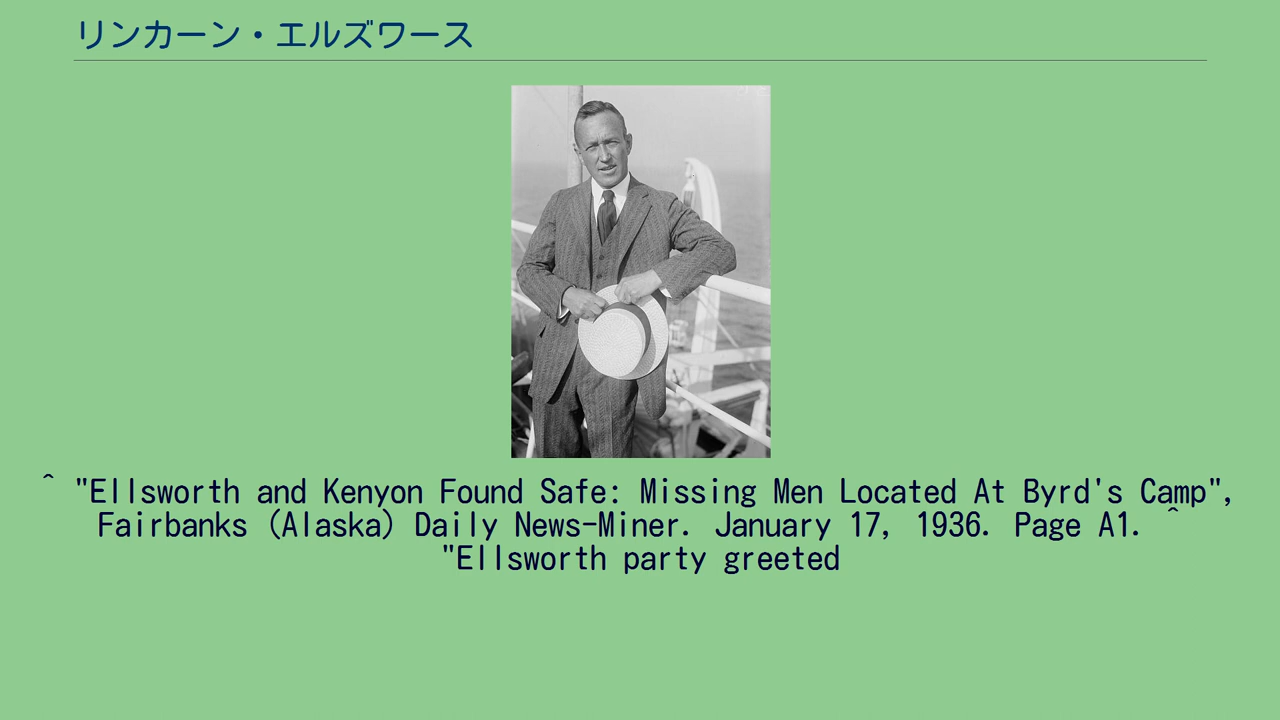 リンカーン・エルズワース
^ "Ellsworth and Kenyon Found Safe: Missing Men Located At Byrd's Camp",
Fairbanks (Alaska) Daily News-Miner. January 17, 1936. Page A1. ^
"Ellsworth party greeted